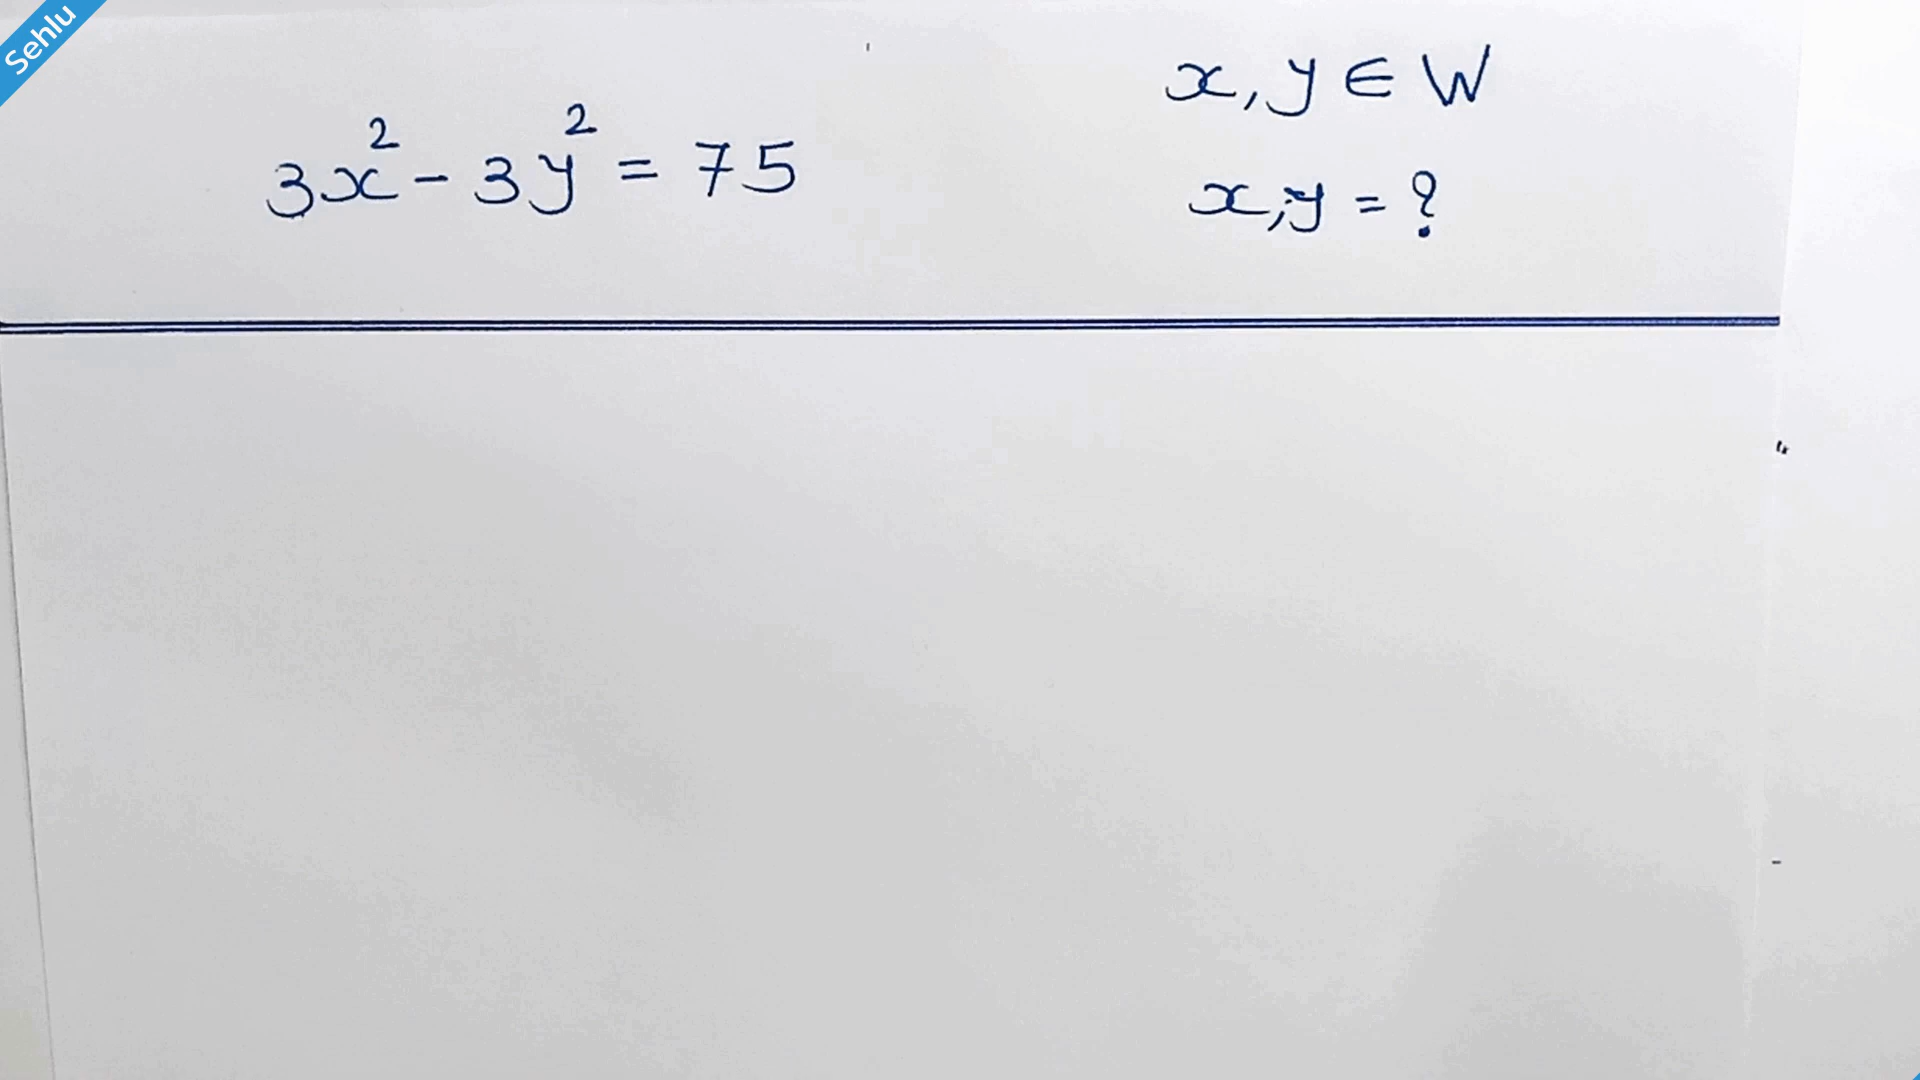 Sehlu
x, y ∈ W
3x² - 3y² = 75
x, y = ?